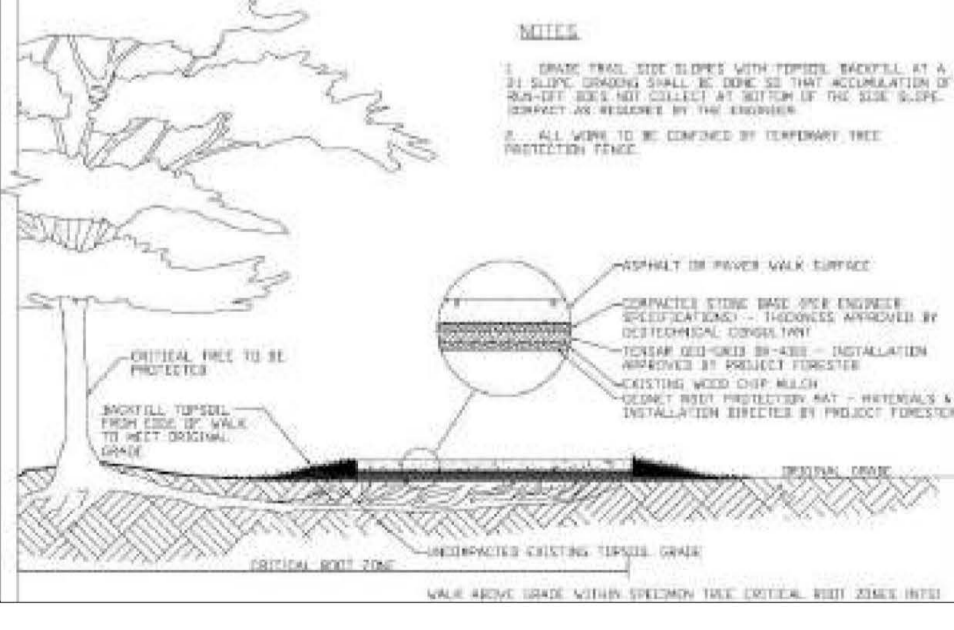 NOTES
1. GRADE TRAIL SIDE SLOPES WITH TOPSOIL BACKFILL AT A
3:1 SLOPE. GRADING SHALL BE DONE SO THAT ACCUMULATION OF
RUN-OFF DOES NOT COLLECT AT BOTTOM OF THE SIDE SLOPE.
COMPACT AS REQUIRED BY THE ENGINEER.
2. ALL WORK TO BE CONFINED BY TEMPORARY TREE
PROTECTION FENCE.
ASPHALT OR PAVER WALK SURFACE
COMPACTED STONE BASE (PER ENGINEER
SPECIFICATIONS) - THICKNESS APPROVED BY
GEOTECHNICAL CONSULTANT
TENSAR GEO-GRID - INSTALLATION
APPROVED BY PROJECT FORESTER
EXISTING WOOD CHIP MULCH
GEONET ROOT PROTECTION MAT - MATERIALS &
INSTALLATION DIRECTED BY PROJECT FORESTER
CRITICAL TREE TO BE
PROTECTED
BACKFILL TOPSOIL
FROM EDGE OF WALK
TO MEET ORIGINAL
GRADE
ORIGINAL GRADE
UNCOMPACTED EXISTING TOPSOIL GRADE
CRITICAL ROOT ZONE
WALK ABOVE GRADE WITHIN SPECIMEN TREE CRITICAL ROOT ZONES (NTS)